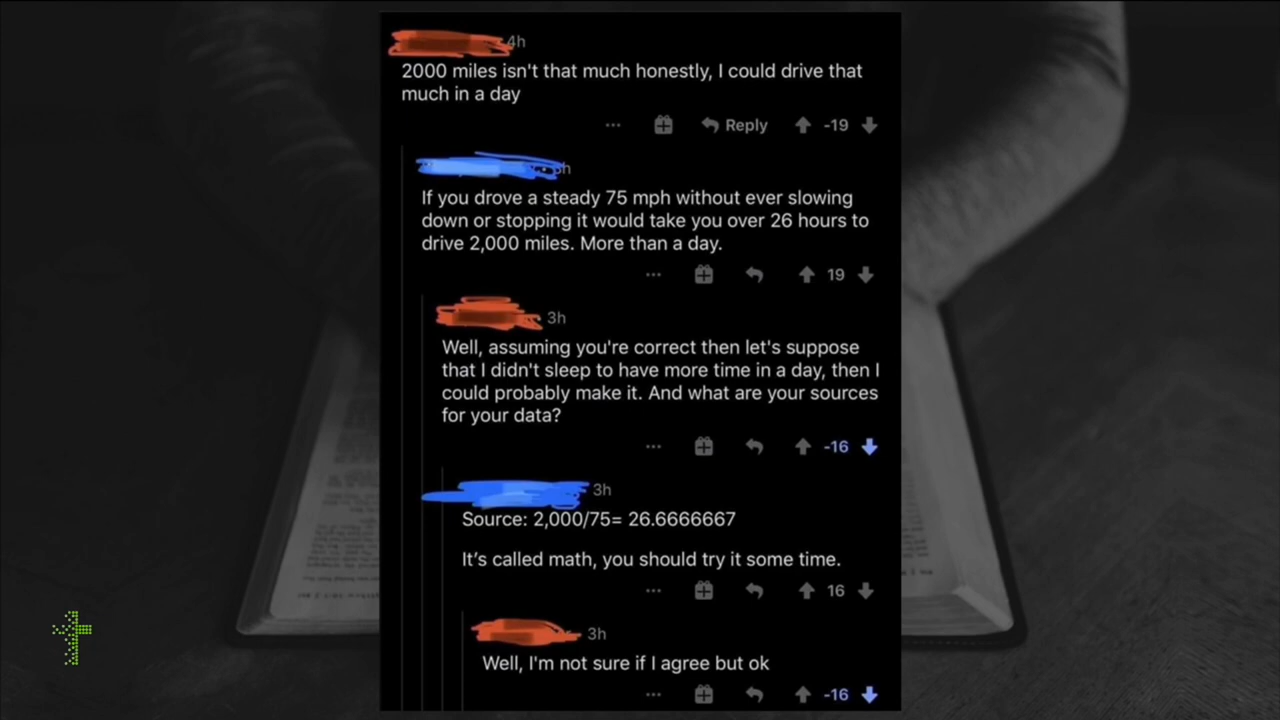 4h
2000 miles isn't that much honestly, I could drive that
much in a day
Reply
-19
If you drove a steady 75 mph without ever slowing
down or stopping it would take you over 26 hours to
drive 2,000 miles. More than a day.
19
3h
Well, assuming you're correct then let's suppose
that I didn't sleep to have more time in a day, then I
could probably make it. And what are your sources
for your data?
-16
3h
Source: 2,000/75= 26.6666667
It’s called math, you should try it some time.
16
3h
Well, I'm not sure if I agree but ok
-16